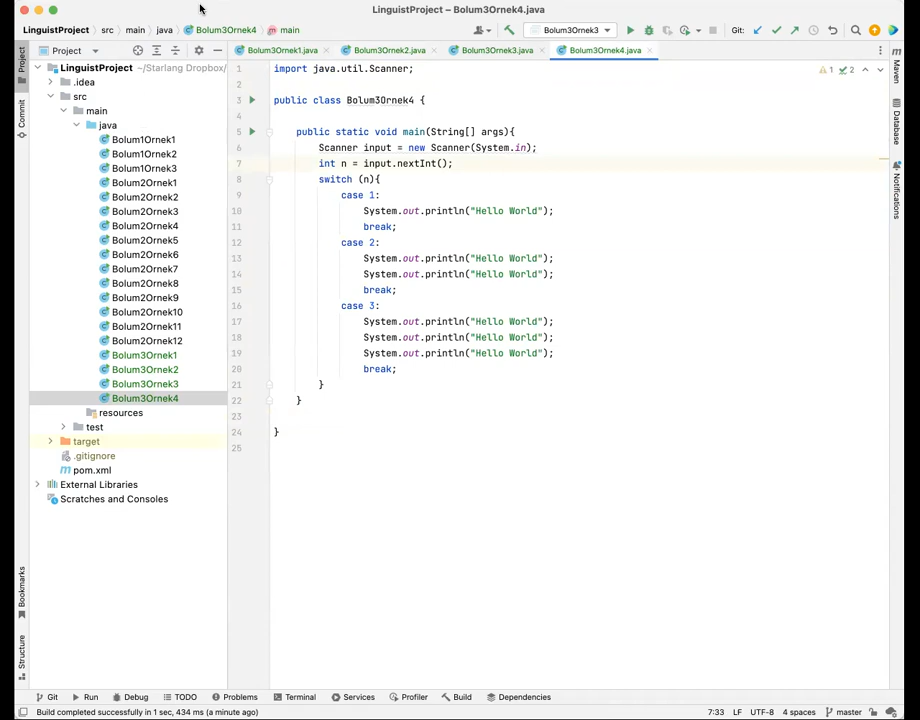 LinguistProject – Bolum3Ornek4.java
LinguistProject › src › main › java › Bolum3Ornek4 › main
Bolum3Ornek3
Git:
Project
Bolum3Ornek1.java
Bolum3Ornek2.java
Bolum3Ornek3.java
Bolum3Ornek4.java
LinguistProject ~/Starlang Dropbox/
.idea
src
main
java
Bolum1Ornek1
Bolum1Ornek2
Bolum1Ornek3
Bolum2Ornek1
Bolum2Ornek2
Bolum2Ornek3
Bolum2Ornek4
Bolum2Ornek5
Bolum2Ornek6
Bolum2Ornek7
Bolum2Ornek8
Bolum2Ornek9
Bolum2Ornek10
Bolum2Ornek11
Bolum2Ornek12
Bolum3Ornek1
Bolum3Ornek2
Bolum3Ornek3
Bolum3Ornek4
resources
test
target
.gitignore
pom.xml
External Libraries
Scratches and Consoles
1 import java.util.Scanner;
2
3 public class Bolum3Ornek4 {
4
5 public static void main(String[] args){
6 Scanner input = new Scanner(System.in);
7 int n = input.nextInt();
8 switch (n){
9 case 1:
10 System.out.println("Hello World");
11 break;
12 case 2:
13 System.out.println("Hello World");
14 System.out.println("Hello World");
15 break;
16 case 3:
17 System.out.println("Hello World");
18 System.out.println("Hello World");
19 System.out.println("Hello World");
20 break;
21 }
22 }
23
24 }
25
1 2
Project
Commit
Bookmarks
Structure
Maven
Database
Notifications
Git Run Debug TODO Problems Terminal Services Profiler Build Dependencies
Build completed successfully in 1 sec, 434 ms (a minute ago) 7:33 LF UTF-8 4 spaces master